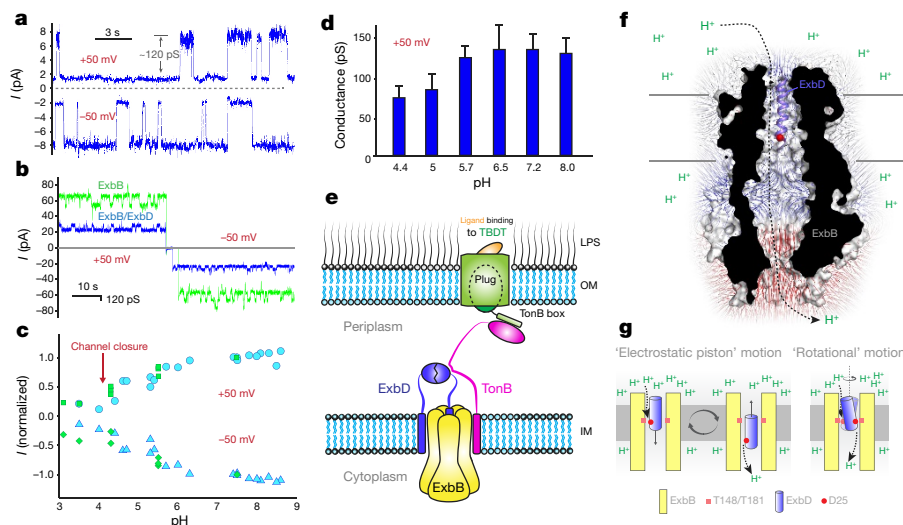 a
3 s
+50 mV
~120 pS
−50 mV
I (pA)
8
6
4
2
0
−2
−4
−6
−8
b
ExbB
ExbB/ExbD
−50 mV
+50 mV
10 s
120 pS
I (pA)
80
60
40
20
0
−20
−40
−60
−80
c
Channel closure
+50 mV
−50 mV
I (normalized)
1.0
0.5
0.0
−0.5
−1.0
3 4 5 6 7 8 9
pH
d
+50 mV
Conductance (pS)
150
100
50
0
4.4 5 5.7 6.5 7.2 8.0
pH
e
Ligand binding
to TBDT
LPS
OM
Plug
TonB box
Periplasm
ExbD
TonB
IM
Cytoplasm
ExbB
f
H⁺
H⁺ H⁺
H⁺ H⁺
H⁺
ExbD
H⁺
H⁺
H⁺
H⁺
ExbB
H⁺
g
‘Electrostatic piston’ motion ‘Rotational’ motion
H⁺ H⁺ H⁺ H⁺ H⁺ H⁺ H⁺ H⁺
H⁺ H⁺ H⁺ H⁺ H⁺ H⁺
H⁺ H⁺
ExbB T148/T181 ExbD D25